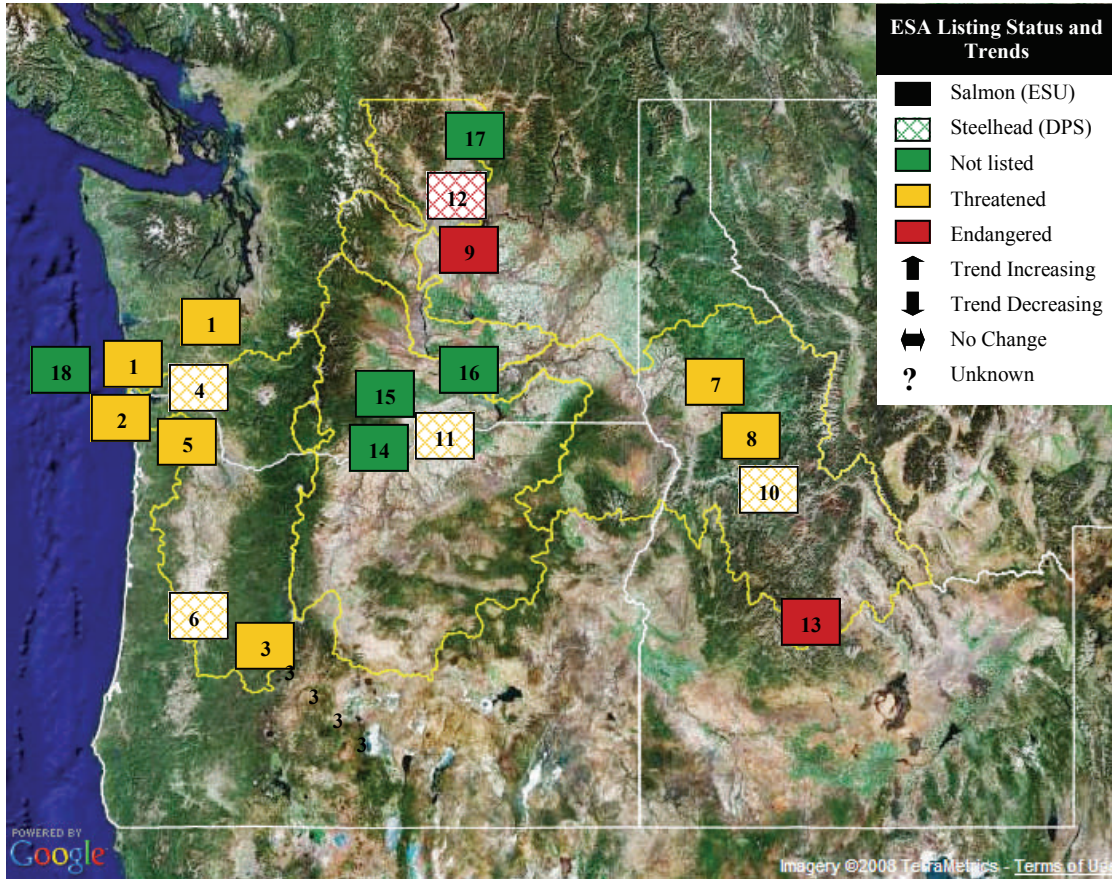 ESA Listing Status and
Trends
Salmon (ESU)
Steelhead (DPS)
Not listed
Threatened
Endangered
Trend Increasing
Trend Decreasing
No Change
? Unknown
17
12
9
1
18
1
4
2
5
15
16
14
11
7
8
10
6
3
13
3
3
3
3
POWERED BY
Google
Imagery ©2008 TerraMetrics - Terms of Use